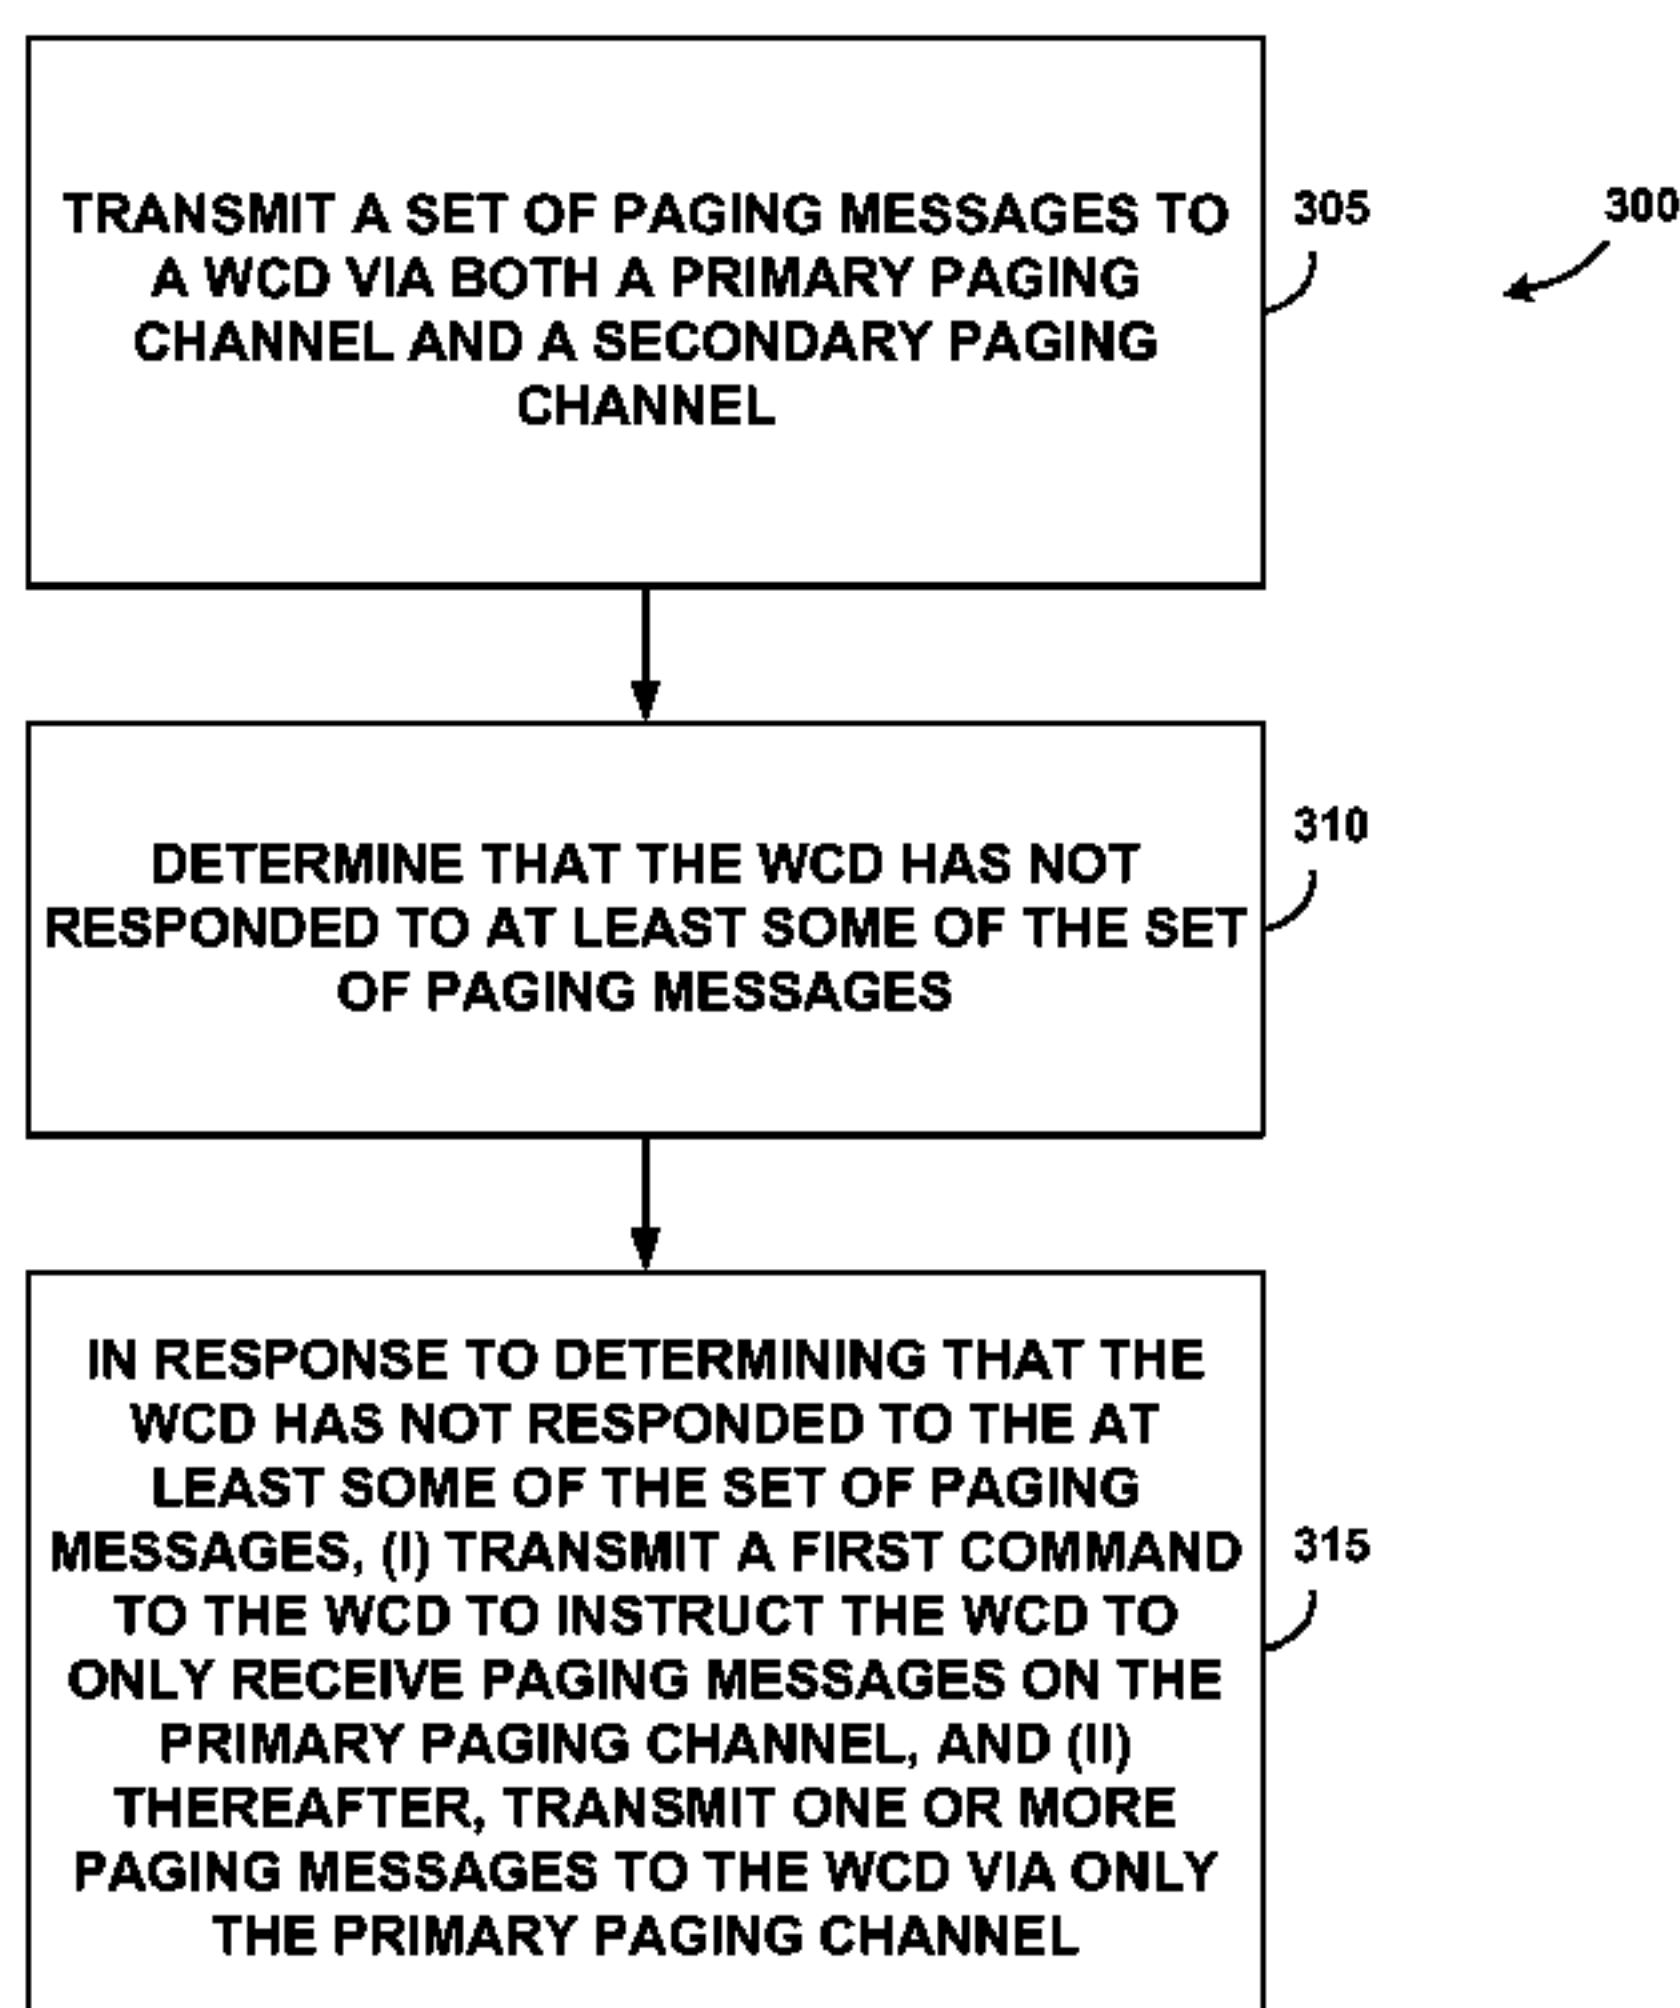 TRANSMIT A SET OF PAGING MESSAGES TO
A WCD VIA BOTH A PRIMARY PAGING
CHANNEL AND A SECONDARY PAGING
CHANNEL
305
300
DETERMINE THAT THE WCD HAS NOT
RESPONDED TO AT LEAST SOME OF THE SET
OF PAGING MESSAGES
310
IN RESPONSE TO DETERMINING THAT THE
WCD HAS NOT RESPONDED TO THE AT
LEAST SOME OF THE SET OF PAGING
MESSAGES, (I) TRANSMIT A FIRST COMMAND
TO THE WCD TO INSTRUCT THE WCD TO
ONLY RECEIVE PAGING MESSAGES ON THE
PRIMARY PAGING CHANNEL, AND (II)
THEREAFTER, TRANSMIT ONE OR MORE
PAGING MESSAGES TO THE WCD VIA ONLY
THE PRIMARY PAGING CHANNEL
315